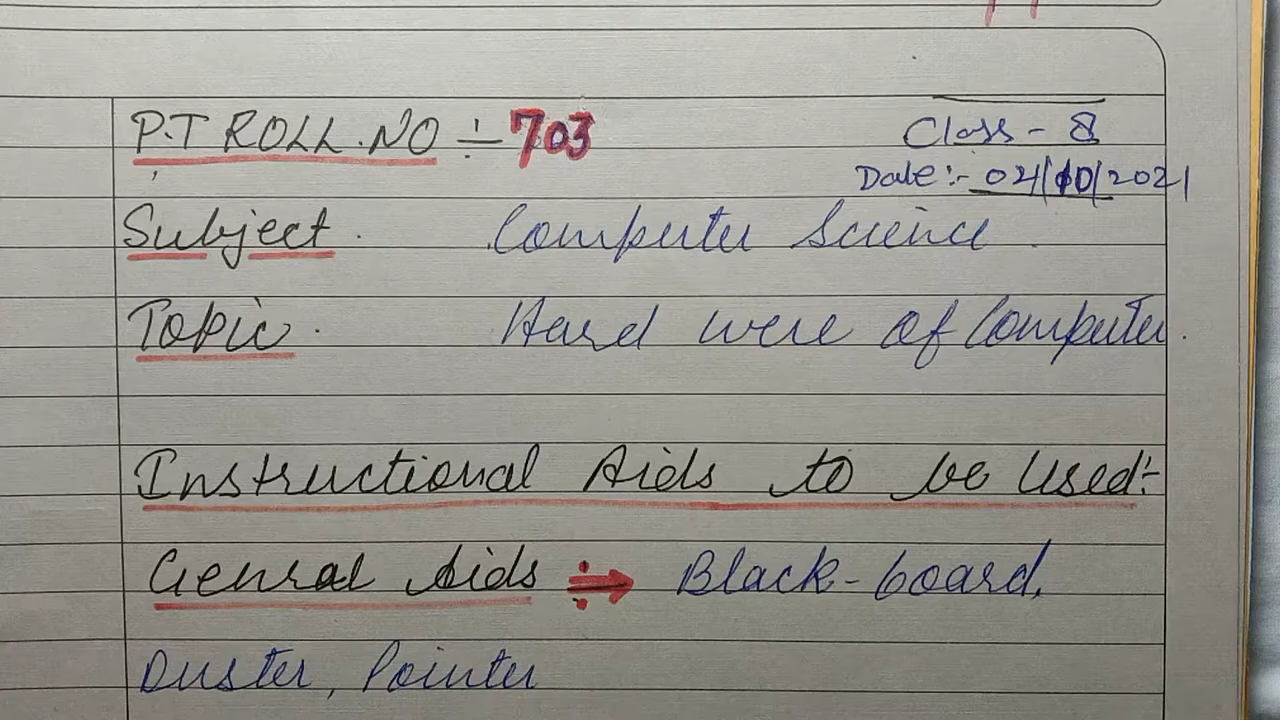 P.T ROLL.NO ÷ 703
Class - 8
Date :- 04/10/2021
Subject. Computer Science.
Topic. Hard were of Computer.
Instructional Aids to be Used:-
Genral Aids ÷⇒ Black-board,
Duster, Pointer